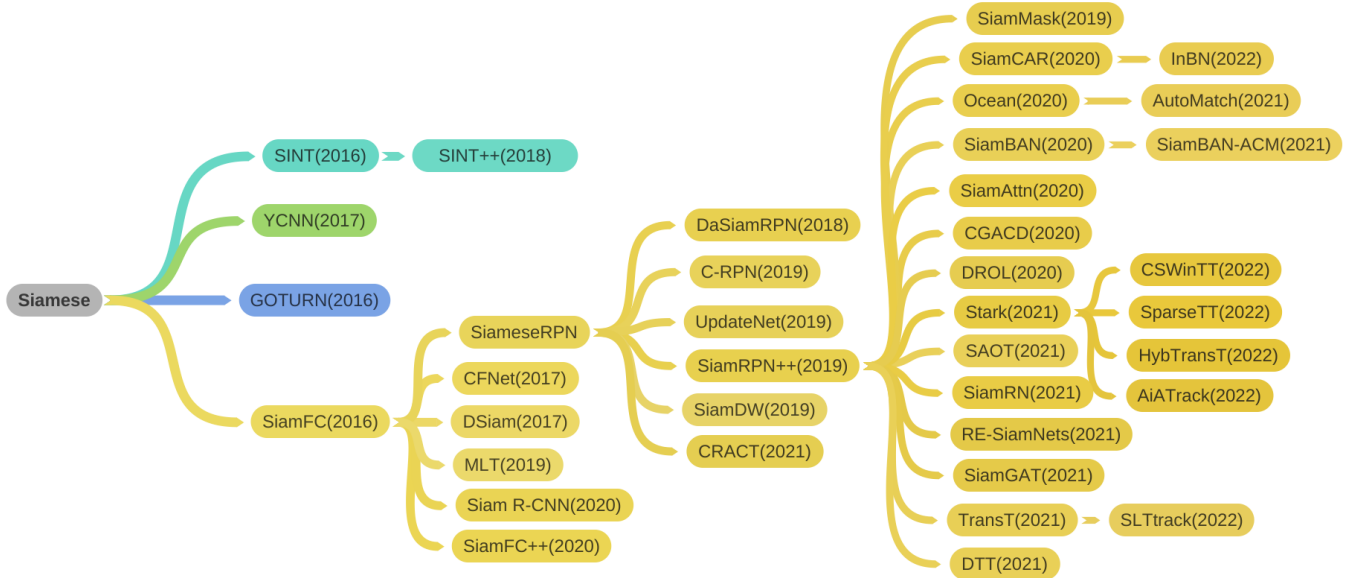 Siamese
SINT(2016)
SINT++(2018)
YCNN(2017)
GOTURN(2016)
SiamFC(2016)
SiameseRPN
CFNet(2017)
DSiam(2017)
MLT(2019)
Siam R-CNN(2020)
SiamFC++(2020)
DaSiamRPN(2018)
C-RPN(2019)
UpdateNet(2019)
SiamRPN++(2019)
SiamDW(2019)
CRACT(2021)
SiamMask(2019)
SiamCAR(2020)
InBN(2022)
Ocean(2020)
AutoMatch(2021)
SiamBAN(2020)
SiamBAN-ACM(2021)
SiamAttn(2020)
CGACD(2020)
DROL(2020)
Stark(2021)
CSWinTT(2022)
SparseTT(2022)
HybTransT(2022)
AiATrack(2022)
SAOT(2021)
SiamRN(2021)
RE-SiamNets(2021)
SiamGAT(2021)
TransT(2021)
SLTtrack(2022)
DTT(2021)